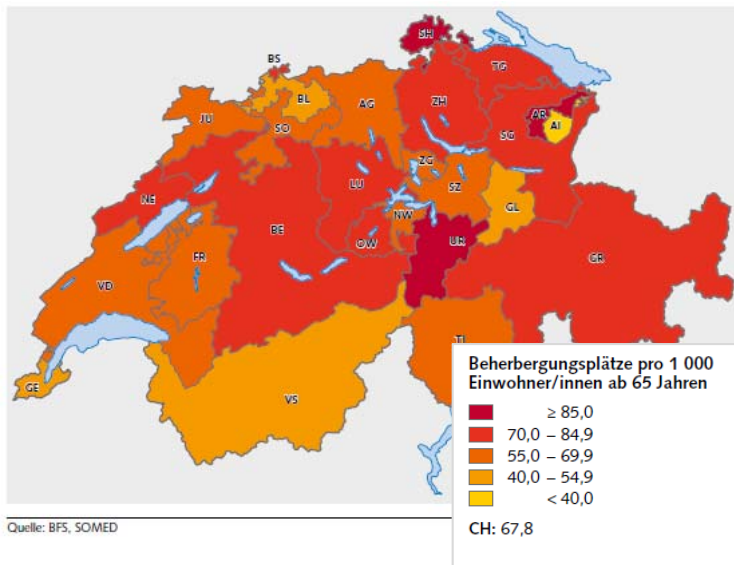 SH
BS
TG
BL
AG
ZH
AR
AI
JU
SO
SG
ZG
LU
SZ
NE
NW
GL
BE
OW
UR
FR
GR
VD
TI
GE
VS
Beherbergungsplätze pro 1 000
Einwohner/innen ab 65 Jahren
≥ 85,0
70,0 – 84,9
55,0 – 69,9
40,0 – 54,9
< 40,0
CH: 67,8
Quelle: BFS, SOMED